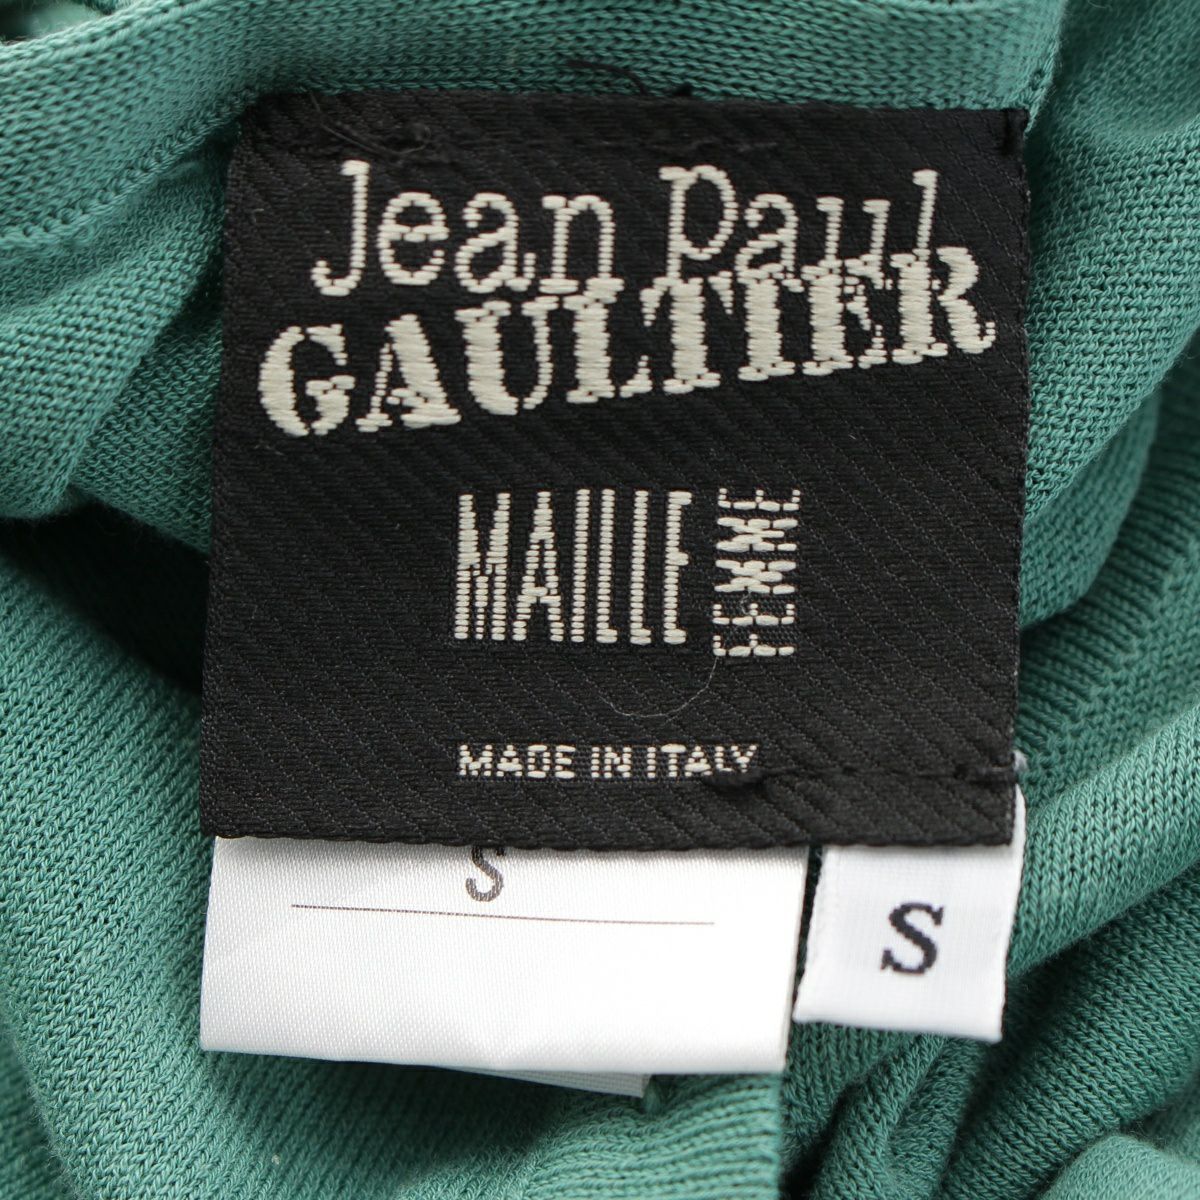 Jean Paul
GAULTIER
MAILLE FEMME
MADE IN ITALY
S
S